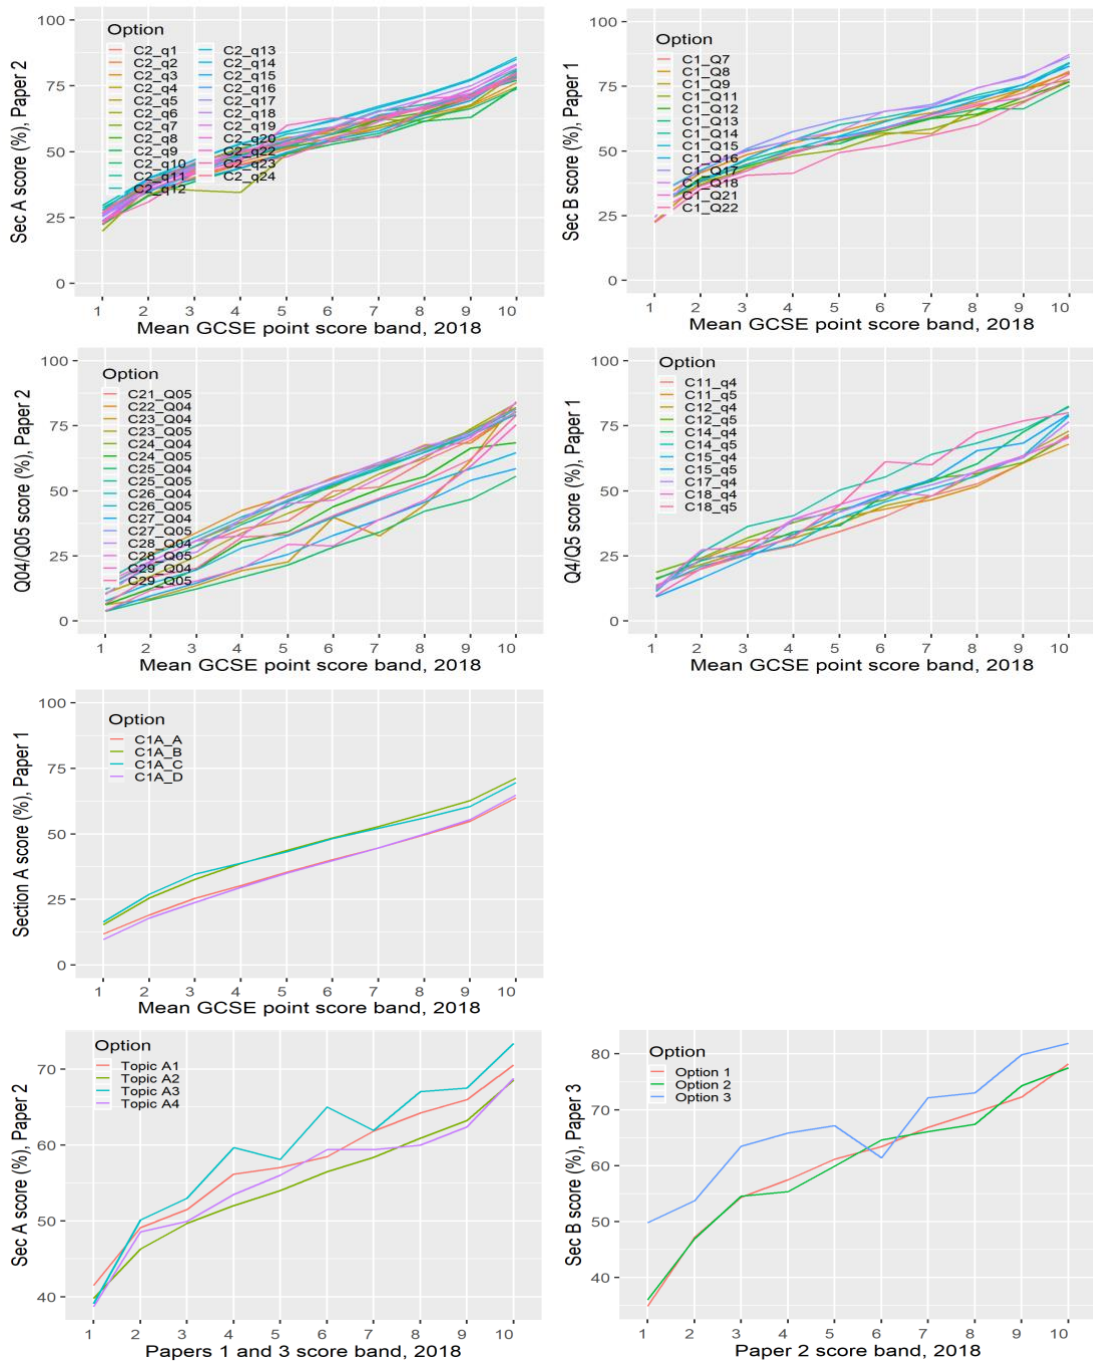 Sec A score (%), Paper 2
100
75
50
25
0
Option
C2_q1
C2_q2
C2_q3
C2_q4
C2_q5
C2_q6
C2_q7
C2_q8
C2_q9
C2_q10
C2_q11
C2_q12
C2_q13
C2_q14
C2_q15
C2_q16
C2_q17
C2_q18
C2_q19
C2_q20
C2_q22
C2_q23
C2_q24
1 2 3 4 5 6 7 8 9 10
Mean GCSE point score band, 2018
Sec B score (%), Paper 1
100
75
50
25
0
Option
C1_Q7
C1_Q8
C1_Q9
C1_Q11
C1_Q12
C1_Q13
C1_Q14
C1_Q15
C1_Q16
C1_Q17
C1_Q18
C1_Q21
C1_Q22
1 2 3 4 5 6 7 8 9 10
Mean GCSE point score band, 2018
Q04/Q05 score (%), Paper 2
100
75
50
25
0
Option
C21_Q05
C22_Q04
C23_Q04
C23_Q05
C24_Q04
C24_Q05
C25_Q04
C25_Q05
C26_Q04
C26_Q05
C27_Q04
C27_Q05
C28_Q04
C28_Q05
C29_Q04
C29_Q05
1 2 3 4 5 6 7 8 9 10
Mean GCSE point score band, 2018
Q4/Q5 score (%), Paper 1
100
75
50
25
0
Option
C11_q4
C11_q5
C12_q4
C12_q5
C14_q4
C14_q5
C15_q4
C15_q5
C17_q4
C18_q4
C18_q5
1 2 3 4 5 6 7 8 9 10
Mean GCSE point score band, 2018
Section A score (%), Paper 1
100
75
50
25
0
Option
C1A_A
C1A_B
C1A_C
C1A_D
1 2 3 4 5 6 7 8 9 10
Mean GCSE point score band, 2018
Sec A score (%), Paper 2
70
60
50
40
Option
Topic A1
Topic A2
Topic A3
Topic A4
1 2 3 4 5 6 7 8 9 10
Papers 1 and 3 score band, 2018
Sec B score (%), Paper 3
80
70
60
50
40
Option
Option 1
Option 2
Option 3
1 2 3 4 5 6 7 8 9 10
Paper 2 score band, 2018